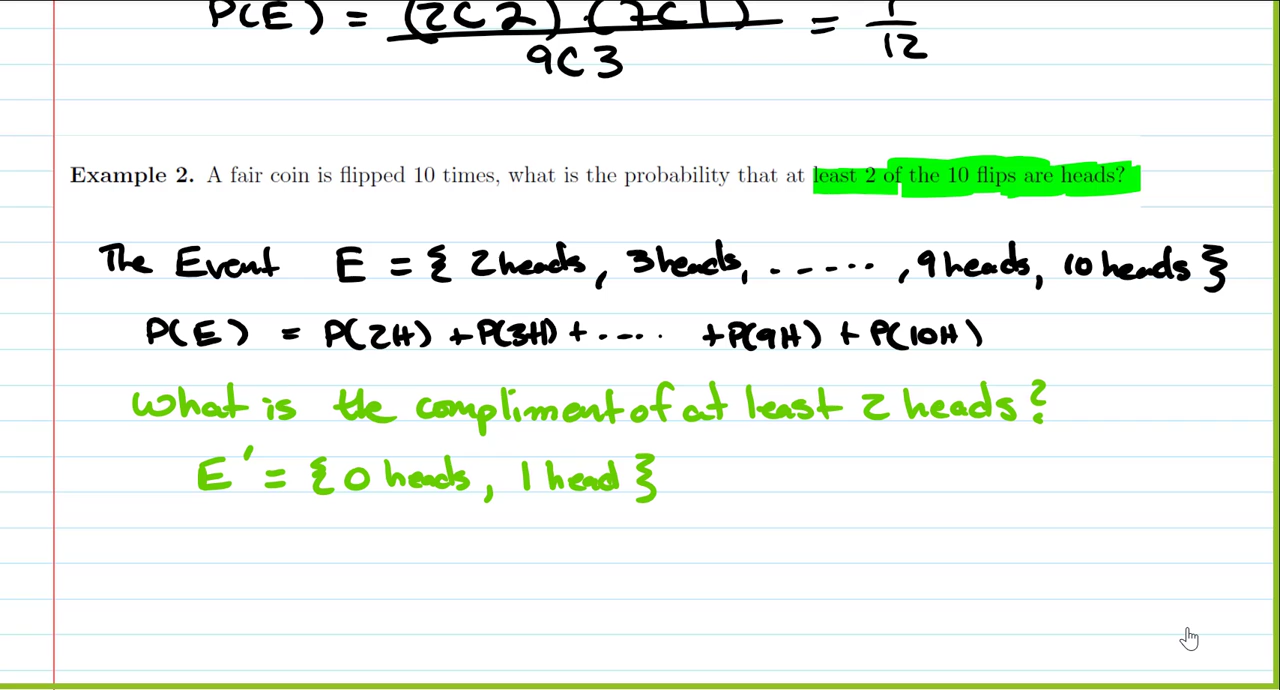 P(E) = (2C2)(7C1) / 9C3 = 1/12
Example 2. A fair coin is flipped 10 times, what is the probability that at least 2 of the 10 flips are heads?
The Event E = { 2 heads, 3 heads, ......, 9 heads, 10 heads }
P(E) = P(2H) + P(3H) + ..... + P(9H) + P(10H)
What is the compliment of at least 2 heads?
E' = { 0 heads, 1 head }